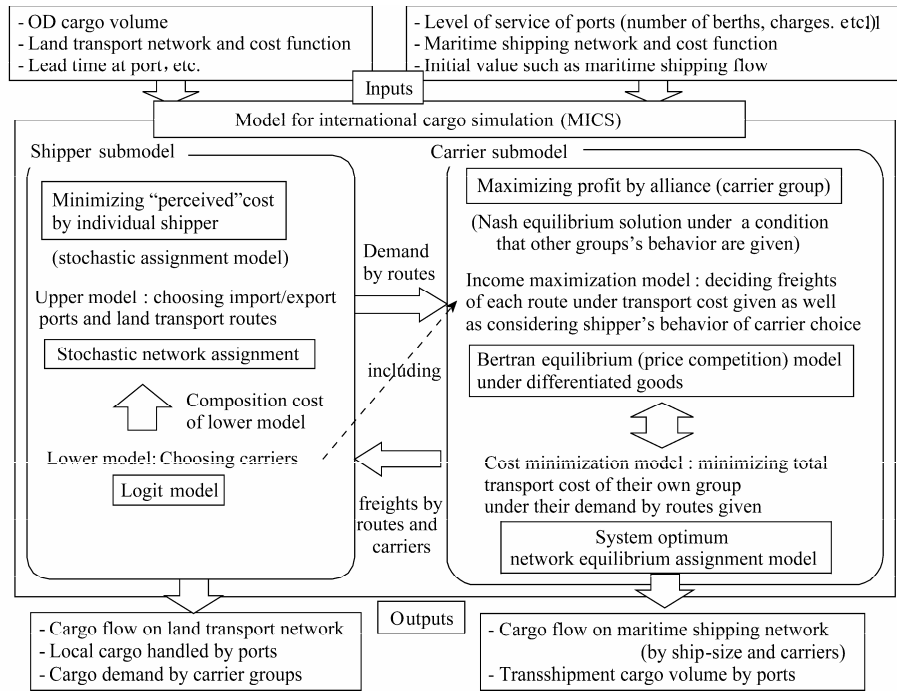 - OD cargo volume
- Land transport network and cost function
- Lead time at port, etc.
- Level of service of ports (number of berths, charges. etc.)]
- Maritime shipping network and cost function
- Initial value such as maritime shipping flow
Inputs
Model for international cargo simulation (MICS)
Shipper submodel
Minimizing “perceived”cost
by individual shipper
(stochastic assignment model)
Upper model : choosing import/export
ports and land transport routes
Stochastic network assignment
Composition cost
of lower model
Lower model: Choosing carriers
Logit model
Demand
by routes
including
freights by
routes and
carriers
Carrier submodel
Maximizing profit by alliance (carrier group)
(Nash equilibrium solution under a condition
that other groups's behavior are given)
Income maximization model : deciding freights
of each route under transport cost given as well
as considering shipper's behavior of carrier choice
Bertran equilibrium (price competition) model
under differentiated goods
Cost minimization model : minimizing total
transport cost of their own group
under their demand by routes given
System optimum
network equilibrium assignment model
Outputs
- Cargo flow on land transport network
- Local cargo handled by ports
- Cargo demand by carrier groups
- Cargo flow on maritime shipping network
(by ship-size and carriers)
- Transshipment cargo volume by ports